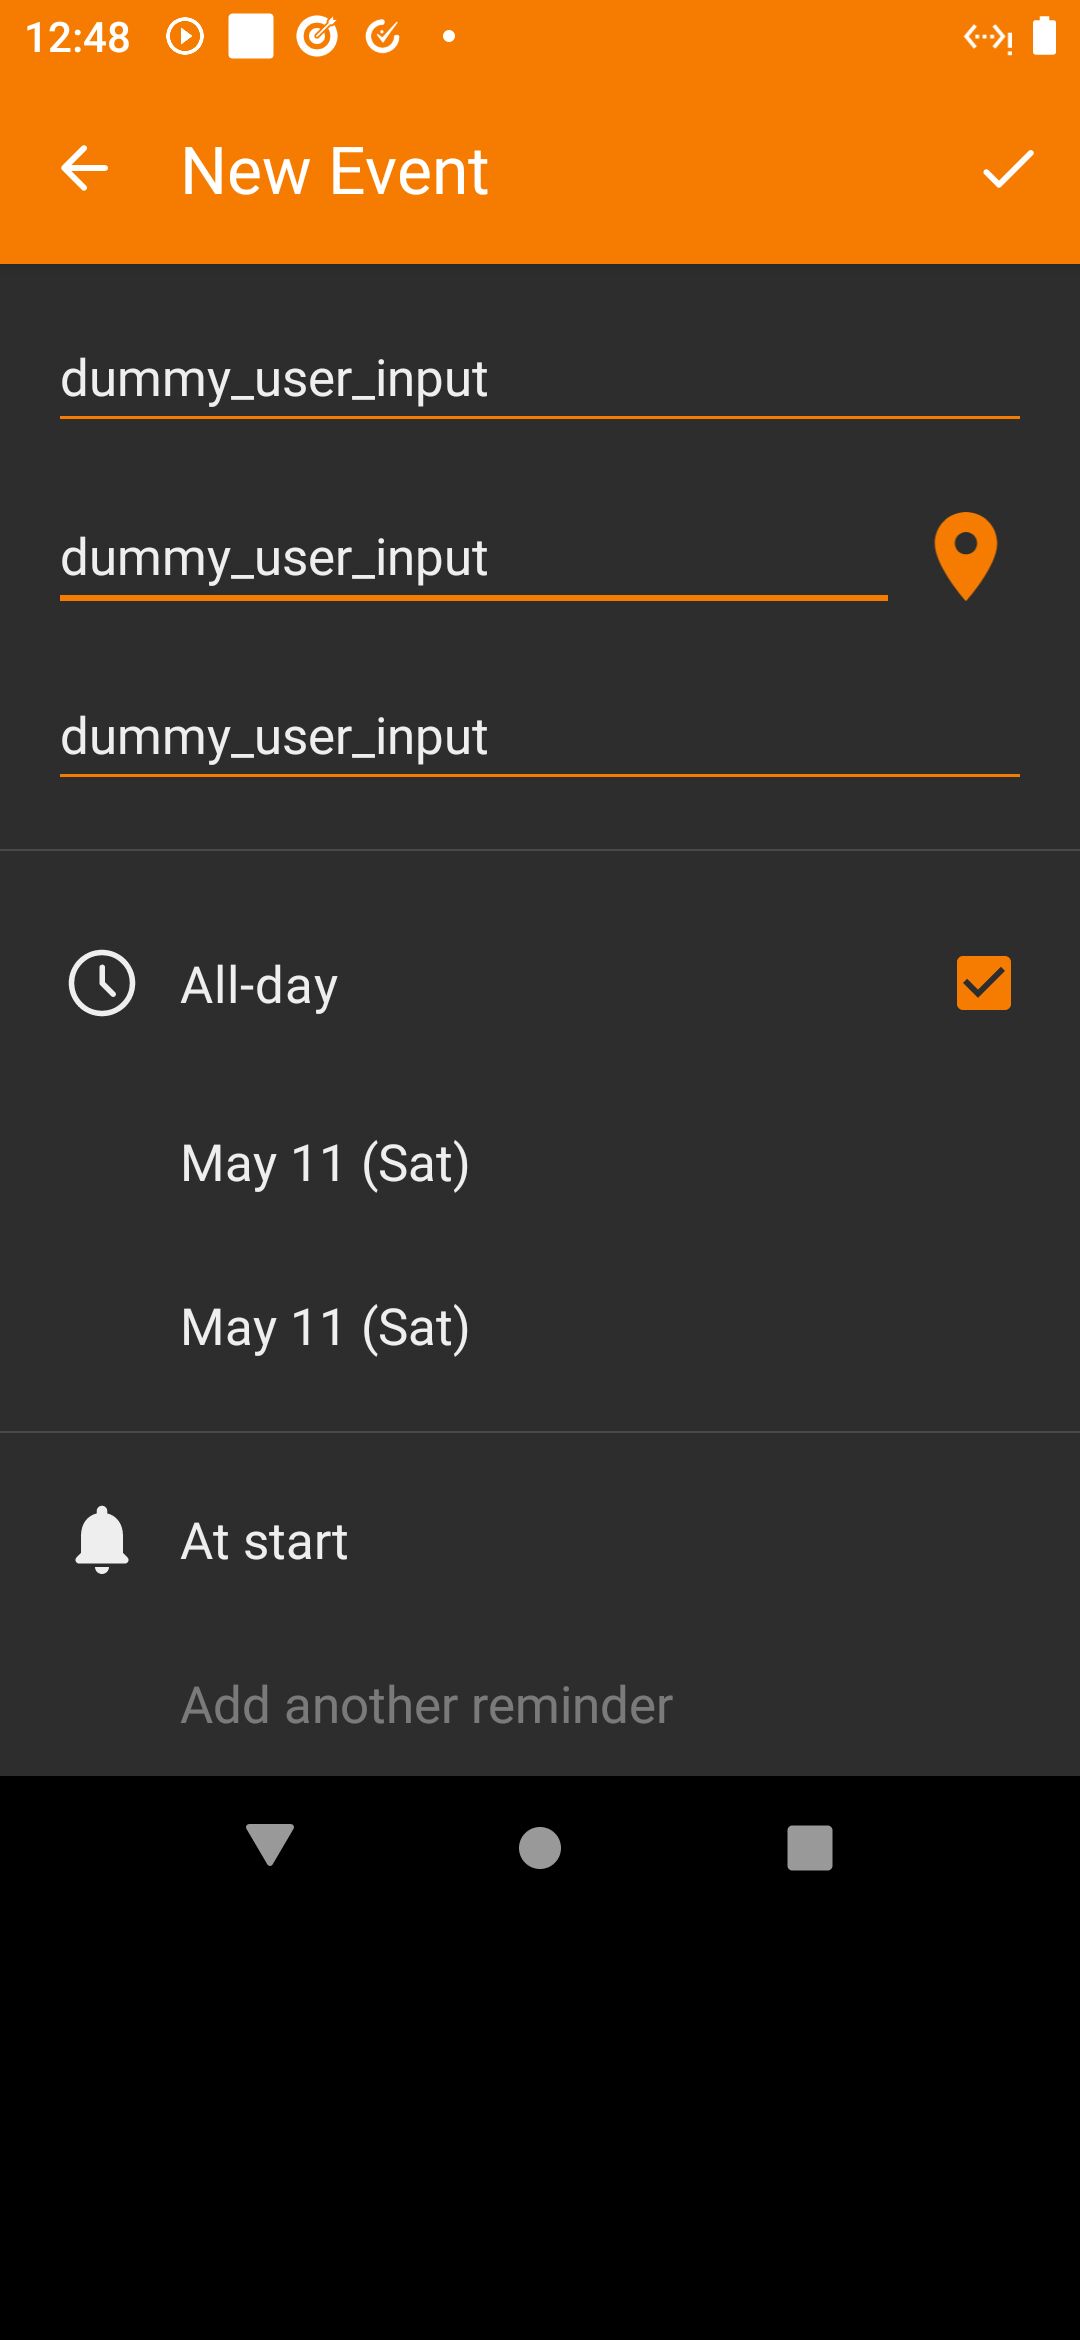 12:48
New Event
dummy_user_input
dummy_user_input
dummy_user_input
All-day
May 11 (Sat)
May 11 (Sat)
At start
Add another reminder